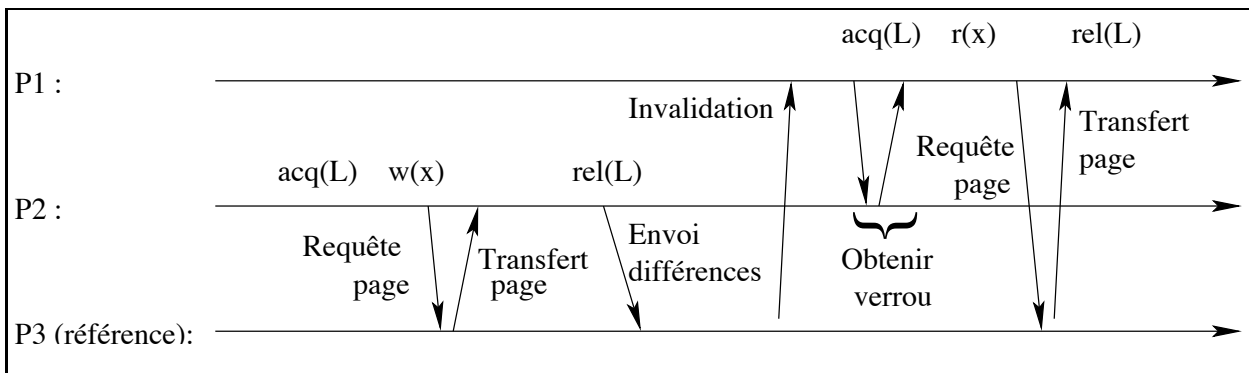 acq(L) r(x) rel(L)
P1 :
Invalidation
Transfert
page
Requête
page
acq(L) w(x) rel(L)
P2 :
Requête
page
Transfert
page
Envoi
différences
Obtenir
verrou
P3 (référence):